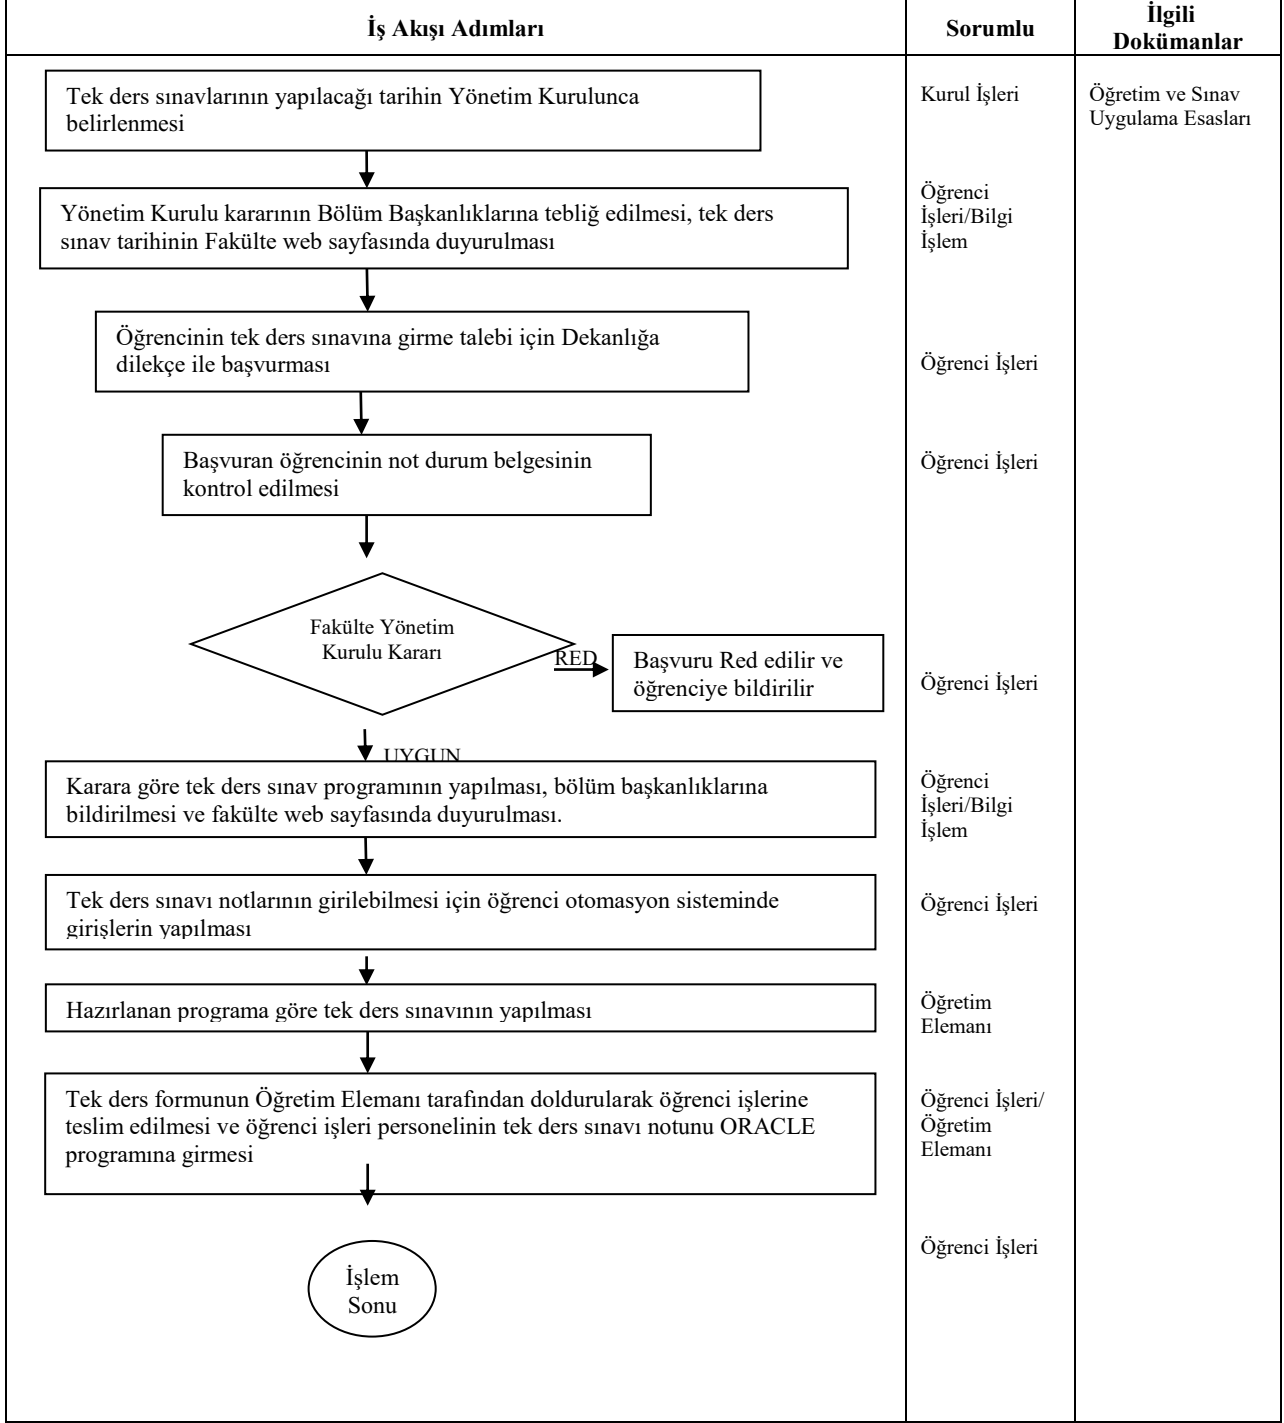 İş Akışı Adımları
Sorumlu
İlgili
Dokümanlar
Tek ders sınavlarının yapılacağı tarihin Yönetim Kurulunca
belirlenmesi
Kurul İşleri
Öğretim ve Sınav
Uygulama Esasları
Yönetim Kurulu kararının Bölüm Başkanlıklarına tebliğ edilmesi, tek ders
sınav tarihinin Fakülte web sayfasında duyurulması
Öğrenci
İşleri/Bilgi
İşlem
Öğrencinin tek ders sınavına girme talebi için Dekanlığa
dilekçe ile başvurması
Öğrenci İşleri
Başvuran öğrencinin not durum belgesinin
kontrol edilmesi
Öğrenci İşleri
Fakülte Yönetim
Kurulu Kararı
RED
Başvuru Red edilir ve
öğrenciye bildirilir
Öğrenci İşleri
UYGUN
Karara göre tek ders sınav programının yapılması, bölüm başkanlıklarına
bildirilmesi ve fakülte web sayfasında duyurulması.
Öğrenci
İşleri/Bilgi
İşlem
Tek ders sınavı notlarının girilebilmesi için öğrenci otomasyon sisteminde
girişlerin yapılması
Öğrenci İşleri
Hazırlanan programa göre tek ders sınavının yapılması
Öğretim
Elemanı
Tek ders formunun Öğretim Elemanı tarafından doldurularak öğrenci işlerine
teslim edilmesi ve öğrenci işleri personelinin tek ders sınavı notunu ORACLE
programına girmesi
Öğrenci İşleri/
Öğretim
Elemanı
Öğrenci İşleri
İşlem
Sonu